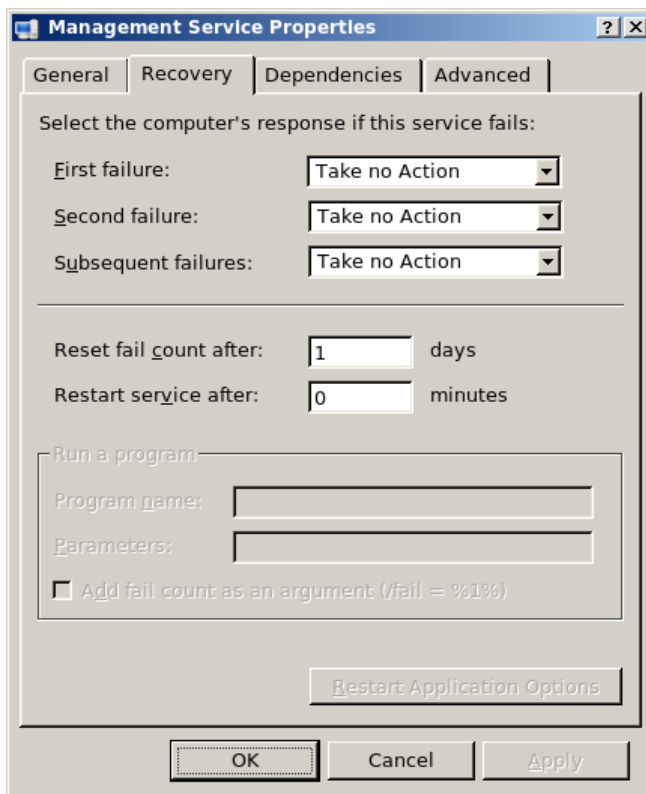 Management Service Properties
General Recovery Dependencies Advanced
Select the computer's response if this service fails:
First failure: Take no Action
Second failure: Take no Action
Subsequent failures: Take no Action
Reset fail count after: 1 days
Restart service after: 0 minutes
Run a program
Program name:
Parameters:
Add fail count as an argument (/fail = %1%)
Restart Application Options
OK Cancel Apply